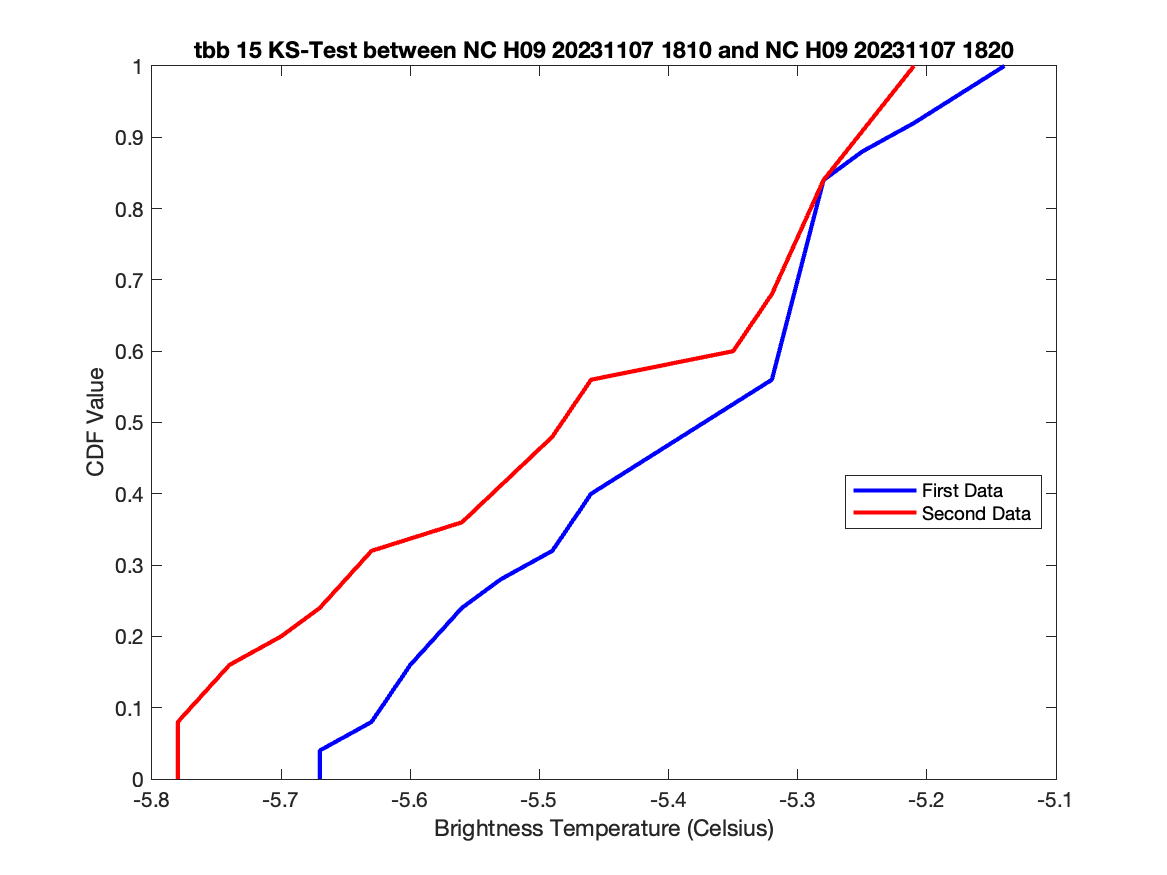 tbb 15 KS-Test between NC H09 20231107 1810 and NC H09 20231107 1820
1
0.9
0.8
0.7
0.6
0.5
0.4
0.3
0.2
0.1
0
CDF Value
First Data
Second Data
-5.8 -5.7 -5.6 -5.5 -5.4 -5.3 -5.2 -5.1
Brightness Temperature (Celsius)